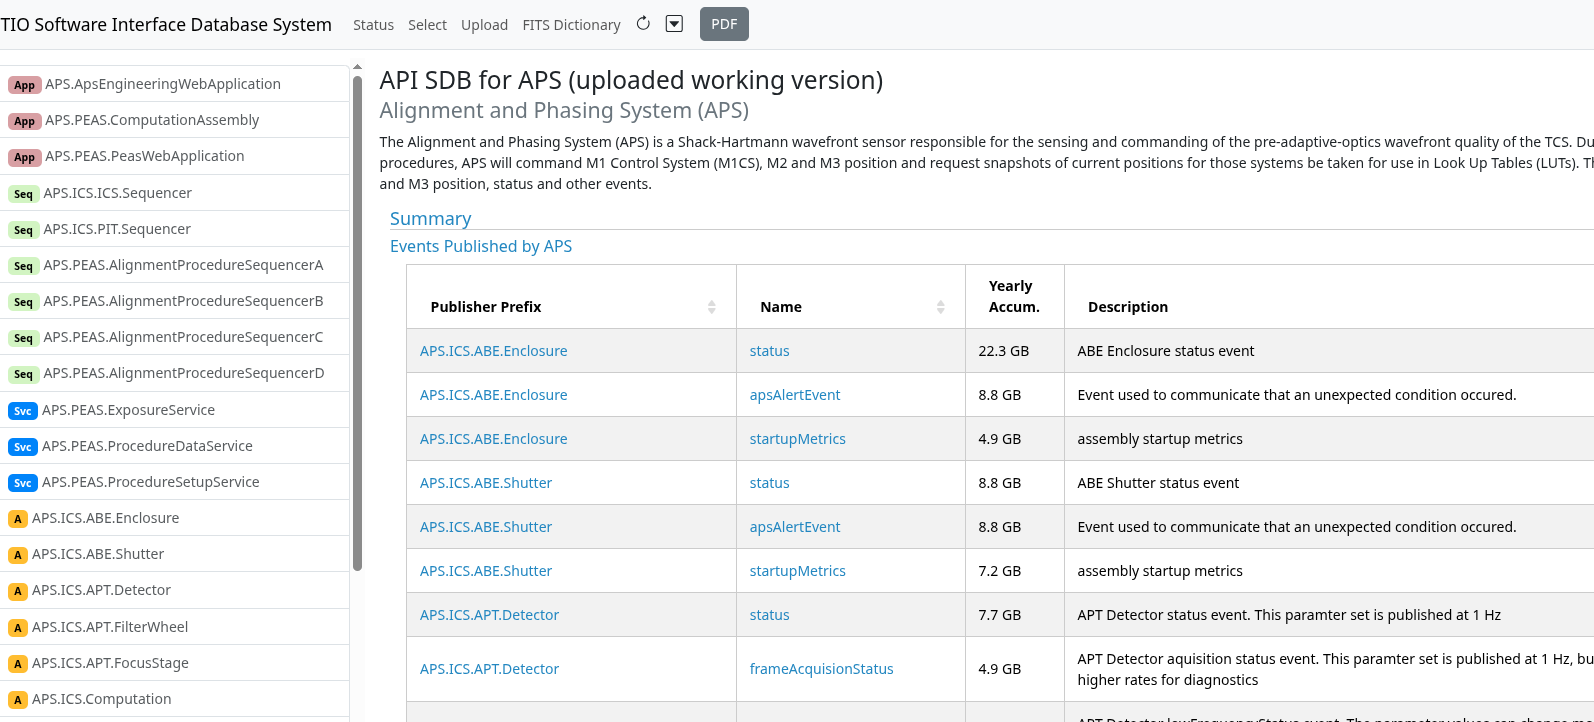 TIO Software Interface Database System Status Select Upload FITS Dictionary PDF
App APS.ApsEngineeringWebApplication
App APS.PEAS.ComputationAssembly
App APS.PEAS.PeasWebApplication
Seq APS.ICS.ICS.Sequencer
Seq APS.ICS.PIT.Sequencer
Seq APS.PEAS.AlignmentProcedureSequencerA
Seq APS.PEAS.AlignmentProcedureSequencerB
Seq APS.PEAS.AlignmentProcedureSequencerC
Seq APS.PEAS.AlignmentProcedureSequencerD
Svc APS.PEAS.ExposureService
Svc APS.PEAS.ProcedureDataService
Svc APS.PEAS.ProcedureSetupService
A APS.ICS.ABE.Enclosure
A APS.ICS.ABE.Shutter
A APS.ICS.APT.Detector
A APS.ICS.APT.FilterWheel
A APS.ICS.APT.FocusStage
A APS.ICS.Computation
API SDB for APS (uploaded working version)
Alignment and Phasing System (APS)
The Alignment and Phasing System (APS) is a Shack-Hartmann wavefront sensor responsible for the sensing and commanding of the pre-adaptive-optics wavefront quality of the TCS. Du
procedures, APS will command M1 Control System (M1CS), M2 and M3 position and request snapshots of current positions for those systems be taken for use in Look Up Tables (LUTs). Th
and M3 position, status and other events.
Summary
Events Published by APS
Publisher Prefix Name Yearly Accum. Description
APS.ICS.ABE.Enclosure status 22.3 GB ABE Enclosure status event
APS.ICS.ABE.Enclosure apsAlertEvent 8.8 GB Event used to communicate that an unexpected condition occured.
APS.ICS.ABE.Enclosure startupMetrics 4.9 GB assembly startup metrics
APS.ICS.ABE.Shutter status 8.8 GB ABE Shutter status event
APS.ICS.ABE.Shutter apsAlertEvent 8.8 GB Event used to communicate that an unexpected condition occured.
APS.ICS.ABE.Shutter startupMetrics 7.2 GB assembly startup metrics
APS.ICS.APT.Detector status 7.7 GB APT Detector status event. This paramter set is published at 1 Hz
APS.ICS.APT.Detector frameAcquisionStatus 4.9 GB APT Detector aquisition status event. This paramter set is published at 1 Hz, bu
higher rates for diagnostics